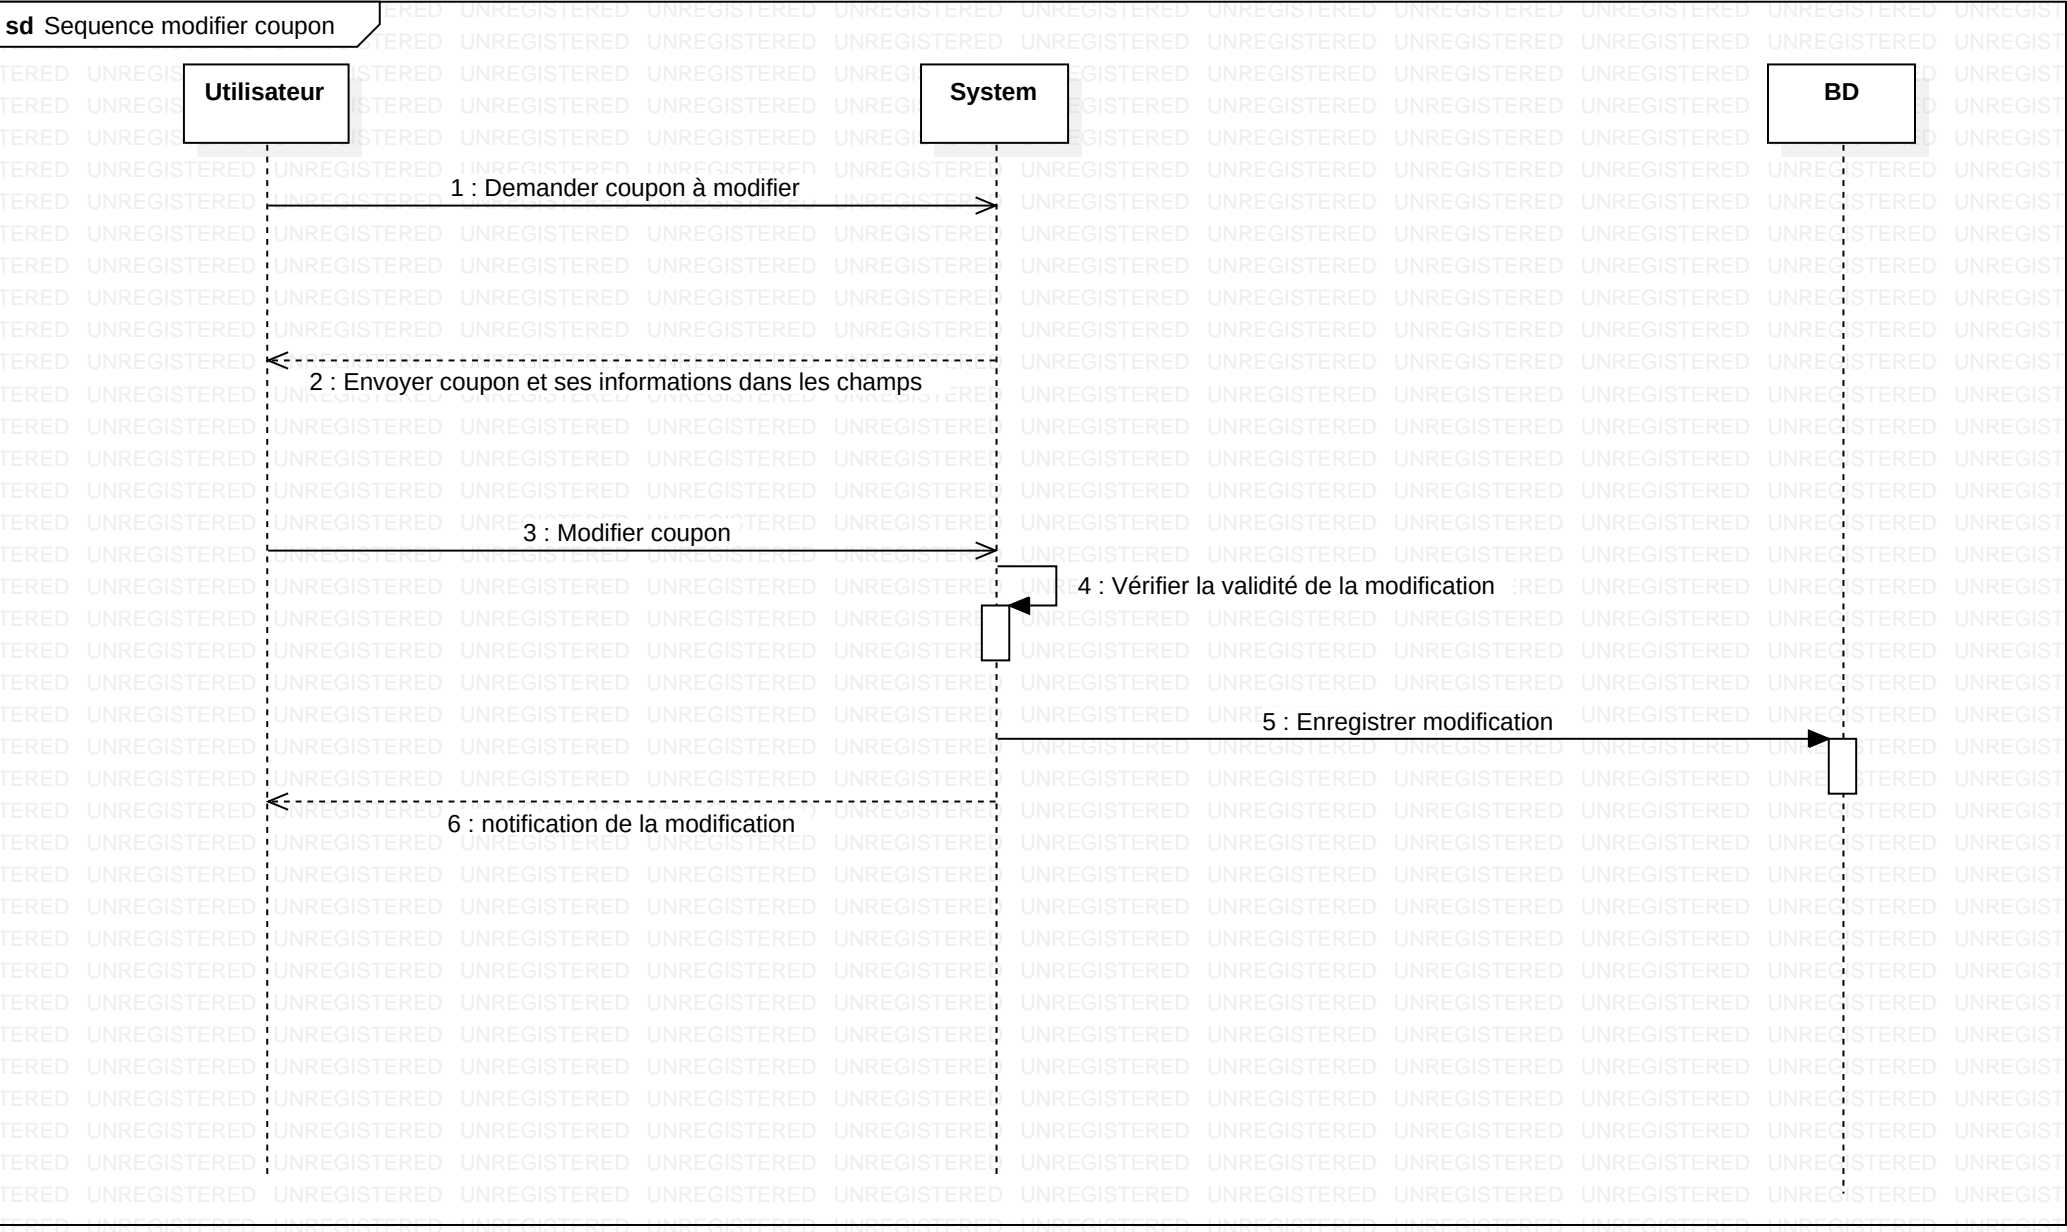 sd Sequence modifier coupon
Utilisateur
System
BD
1 : Demander coupon à modifier
2 : Envoyer coupon et ses informations dans les champs
3 : Modifier coupon
4 : Vérifier la validité de la modification
5 : Enregistrer modification
6 : notification de la modification
UNREGISTERED